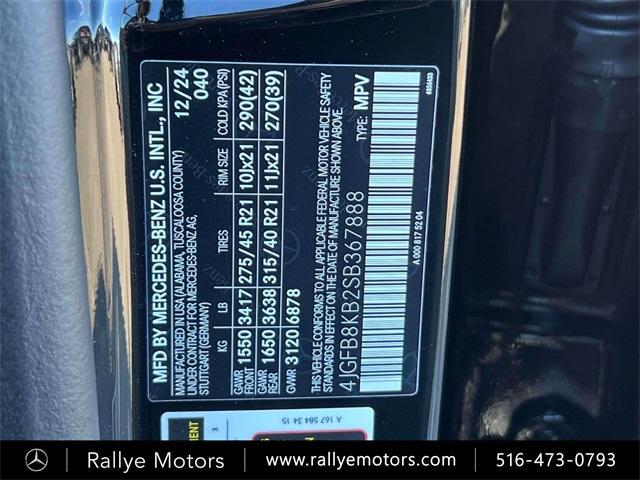 MFD BY MERCEDES-BENZ U.S. INTL., INC
MANUFACTURED IN USA (ALABAMA, TUSCALOOSA COUNTY)
UNDER CONTRACT FOR MERCEDES-BENZ AG,
STUTTGART (GERMANY)
12/24
040
KG LB TIRES RIM SIZE COLD KPA (PSI)
GAWR FRONT 1550 3417 275/45 R21 10Jx21 290(42)
GAWR REAR 1650 3638 315/40 R21 11Jx21 270(39)
GVWR 3120 6878
THIS VEHICLE CONFORMS TO ALL APPLICABLE FEDERAL MOTOR VEHICLE SAFETY
STANDARDS IN EFFECT ON THE DATE OF MANUFACTURE SHOWN ABOVE.
4JGFB8KB2SB367888 TYPE: MPV
A 000 817 52 04
A 167 584 34 15
3
Rallye Motors | www.rallyemotors.com | 516-473-0793